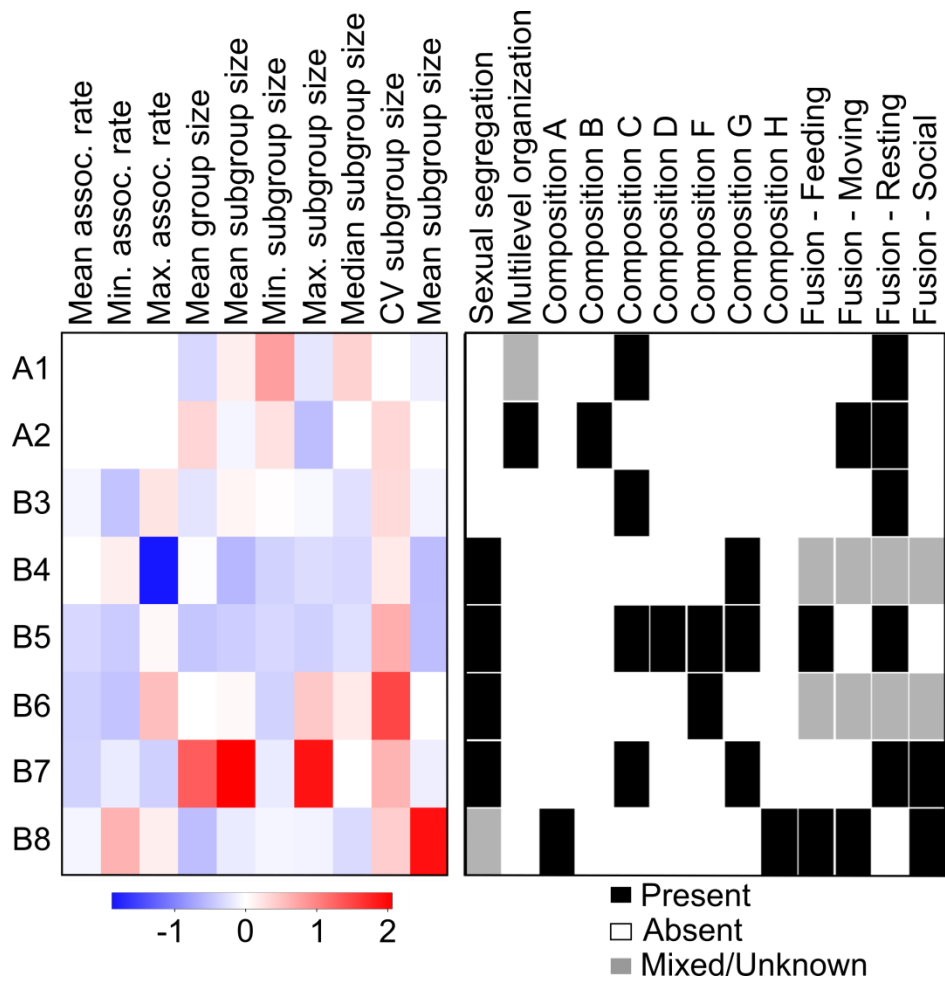 Mean assoc. rate
Min. assoc. rate
Max. assoc. rate
Mean group size
Mean subgroup size
Min. subgroup size
Max. subgroup size
Median subgroup size
CV subgroup size
Mean subgroup size
Sexual segregation
Multilevel organization
Composition A
Composition B
Composition C
Composition D
Composition F
Composition G
Composition H
Fusion - Feeding
Fusion - Moving
Fusion - Resting
Fusion - Social
A1
A2
B3
B4
B5
B6
B7
B8
-1 0 1 2
Present
Absent
Mixed/Unknown